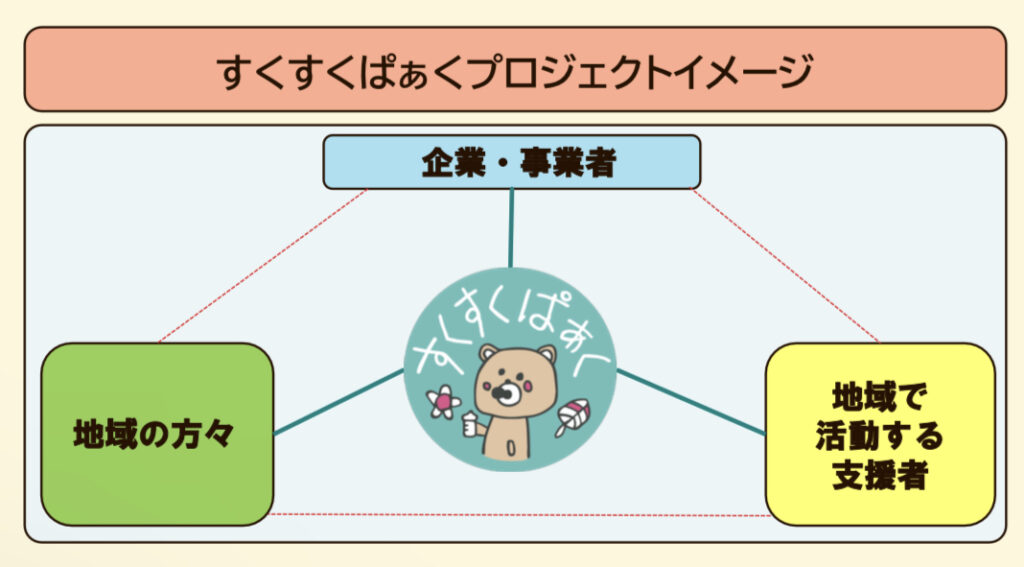 すくすくぱぁくプロジェクトイメージ
企業・事業者
すくすくぱぁく
地域の方々
地域で
活動する
支援者